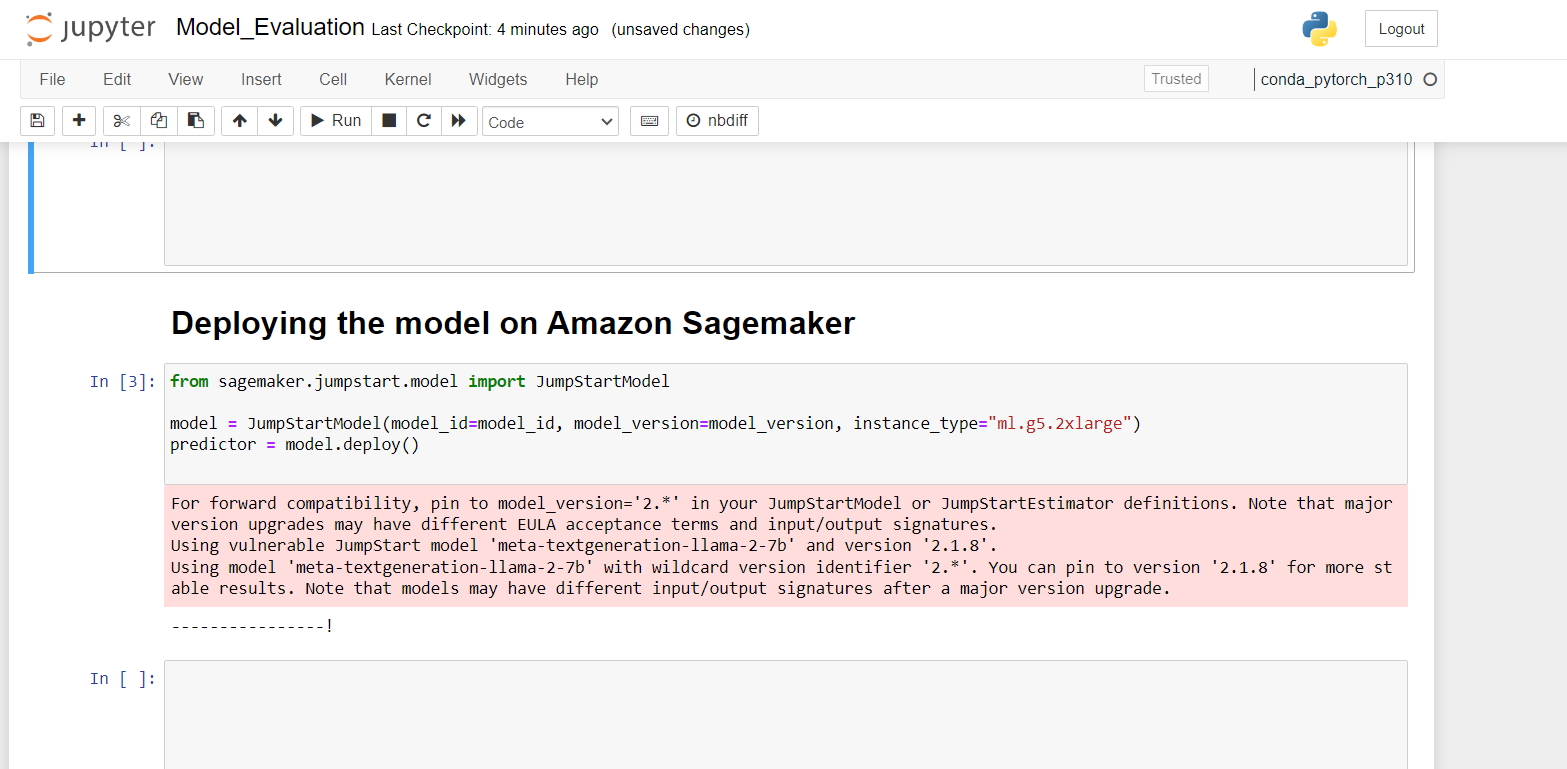 jupyter Model_Evaluation Last Checkpoint: 4 minutes ago (unsaved changes) Logout
File Edit View Insert Cell Kernel Widgets Help Trusted conda_pytorch_p310
Run Code nbdiff
In [ ]:
Deploying the model on Amazon Sagemaker
In [3]: from sagemaker.jumpstart.model import JumpStartModel
model = JumpStartModel(model_id=model_id, model_version=model_version, instance_type="ml.g5.2xlarge")
predictor = model.deploy()
For forward compatibility, pin to model_version='2.*' in your JumpStartModel or JumpStartEstimator definitions. Note that major
version upgrades may have different EULA acceptance terms and input/output signatures.
Using vulnerable JumpStart model 'meta-textgeneration-llama-2-7b' and version '2.1.8'.
Using model 'meta-textgeneration-llama-2-7b' with wildcard version identifier '2.*'. You can pin to version '2.1.8' for more st
able results. Note that models may have different input/output signatures after a major version upgrade.
----------------!
In [ ]: